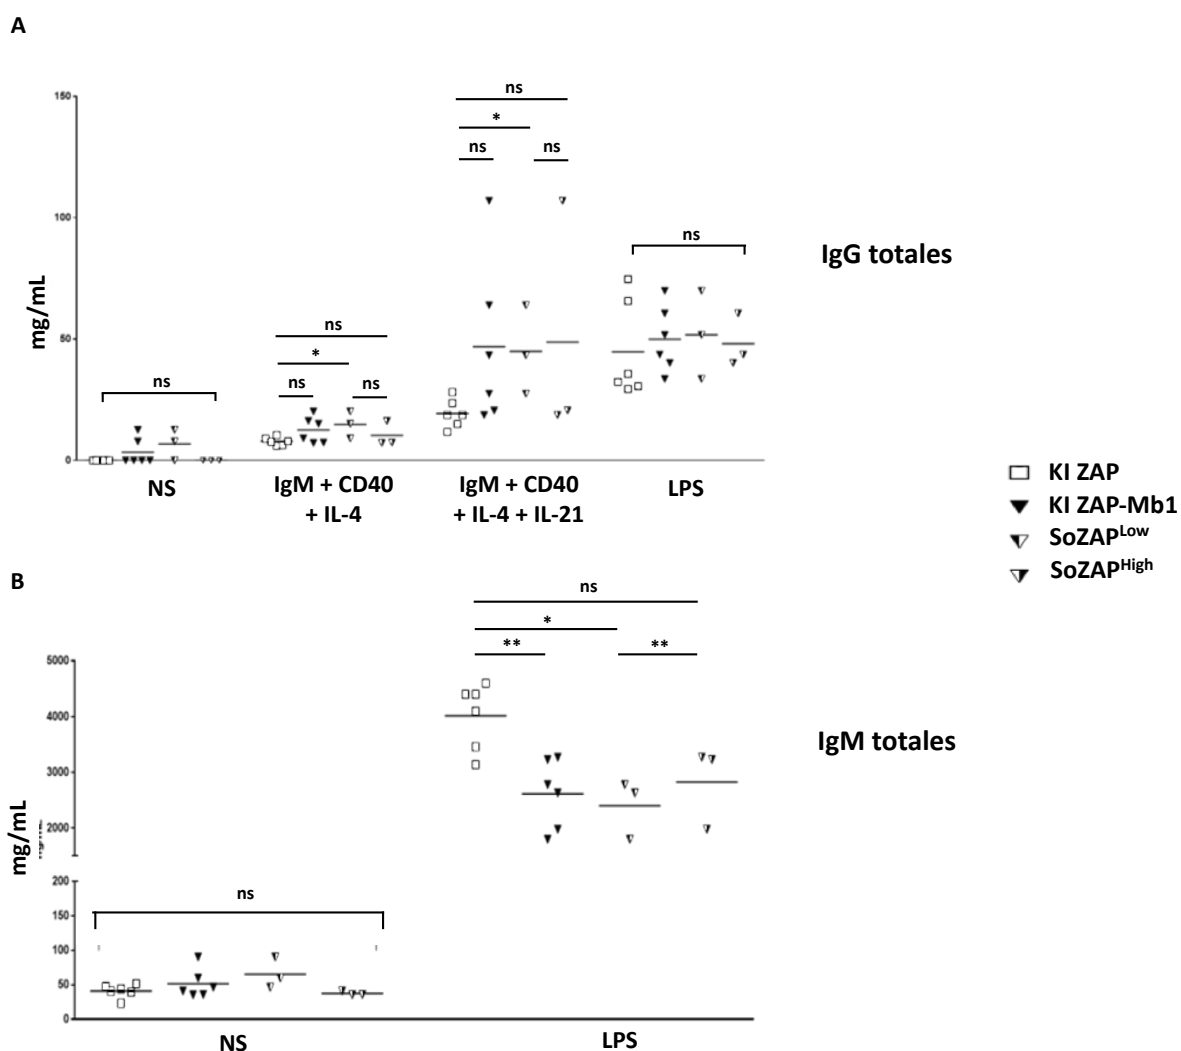 A
150
100
50
0
mg/mL
ns
ns
*
ns
ns
ns
*
ns
ns
ns
NS
IgM + CD40
+ IL-4
IgM + CD40
+ IL-4 + IL-21
LPS
IgG totales
KI ZAP
KI ZAP-Mb1
SoZAPLow
SoZAPHigh
B
5000
4000
3000
2000
200
150
100
50
0
mg/mL
ns
*
**
**
ns
NS
LPS
IgM totales